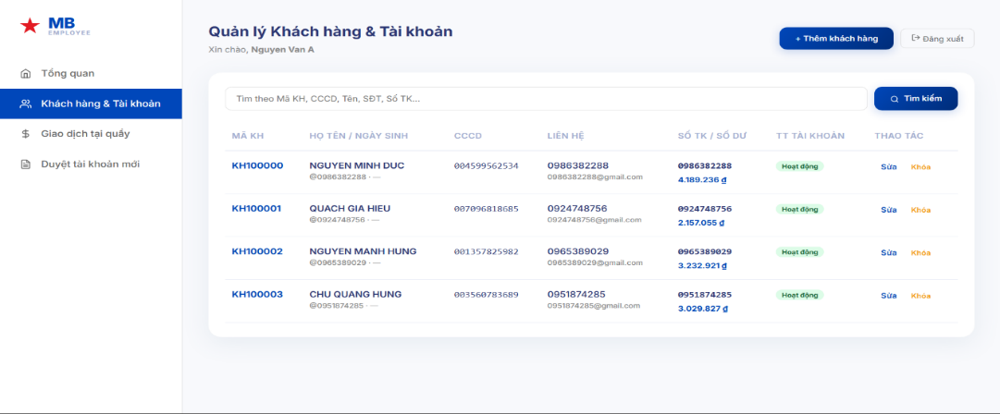 MB
EMPLOYEE
Tổng quan
Khách hàng & Tài khoản
Giao dịch tại quầy
Duyệt tài khoản mới
Quản lý Khách hàng & Tài khoản
Xin chào, Nguyen Van A
+ Thêm khách hàng
Đăng xuất
Tìm theo Mã KH, CCCD, Tên, SĐT, Số TK...
Tìm kiếm
MÃ KH HỌ TÊN / NGÀY SINH CCCD LIÊN HỆ SỐ TK / SỐ DƯ TT TÀI KHOẢN THAO TÁC
KH100000 NGUYEN MINH DUC 004599562534 0986382288 0986382288 Hoạt động Sửa Khóa
@0986382288 · — 0986382288@gmail.com 4.189.236 ₫
KH100001 QUACH GIA HIEU 007096818685 0924748756 0924748756 Hoạt động Sửa Khóa
@0924748756 · — 0924748756@gmail.com 2.157.055 ₫
KH100002 NGUYEN MANH HUNG 001357825982 0965389029 0965389029 Hoạt động Sửa Khóa
@0965389029 · — 0965389029@gmail.com 3.232.921 ₫
KH100003 CHU QUANG HUNG 003560783689 0951874285 0951874285 Hoạt động Sửa Khóa
@0951874285 · — 0951874285@gmail.com 3.029.827 ₫